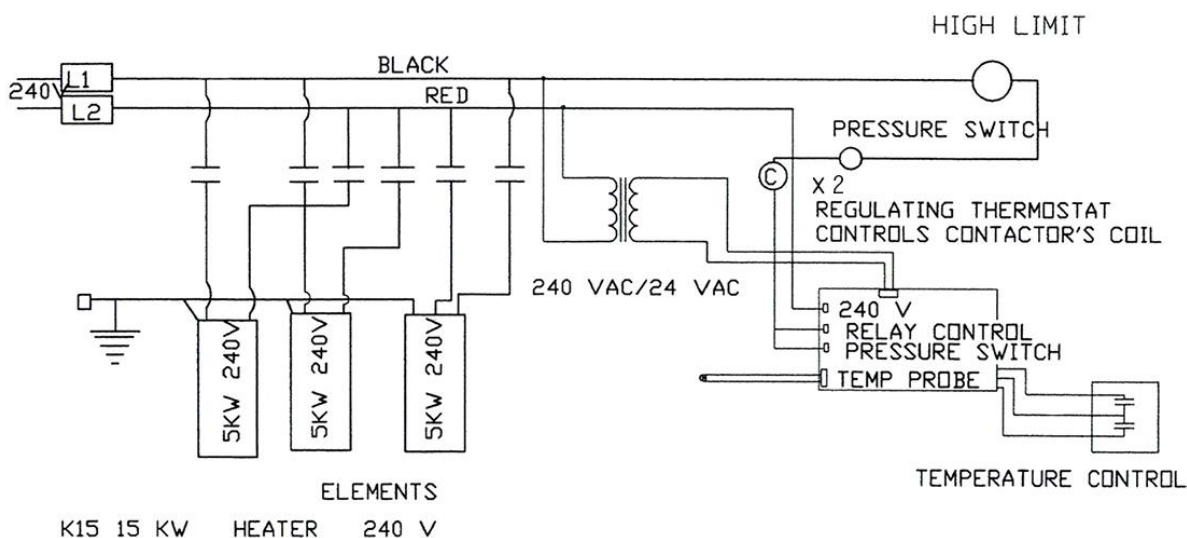 HIGH LIMIT
L1
BLACK
240V
RED
L2
PRESSURE SWITCH
C
X 2
REGULATING THERMOSTAT
CONTROLS CONTACTOR'S COIL
240 VAC/24 VAC
240 V
RELAY CONTROL
PRESSURE SWITCH
TEMP PROBE
5KW 240V
5KW 240V
5KW 240V
TEMPERATURE CONTROL
ELEMENTS
K15 15 KW HEATER 240 V